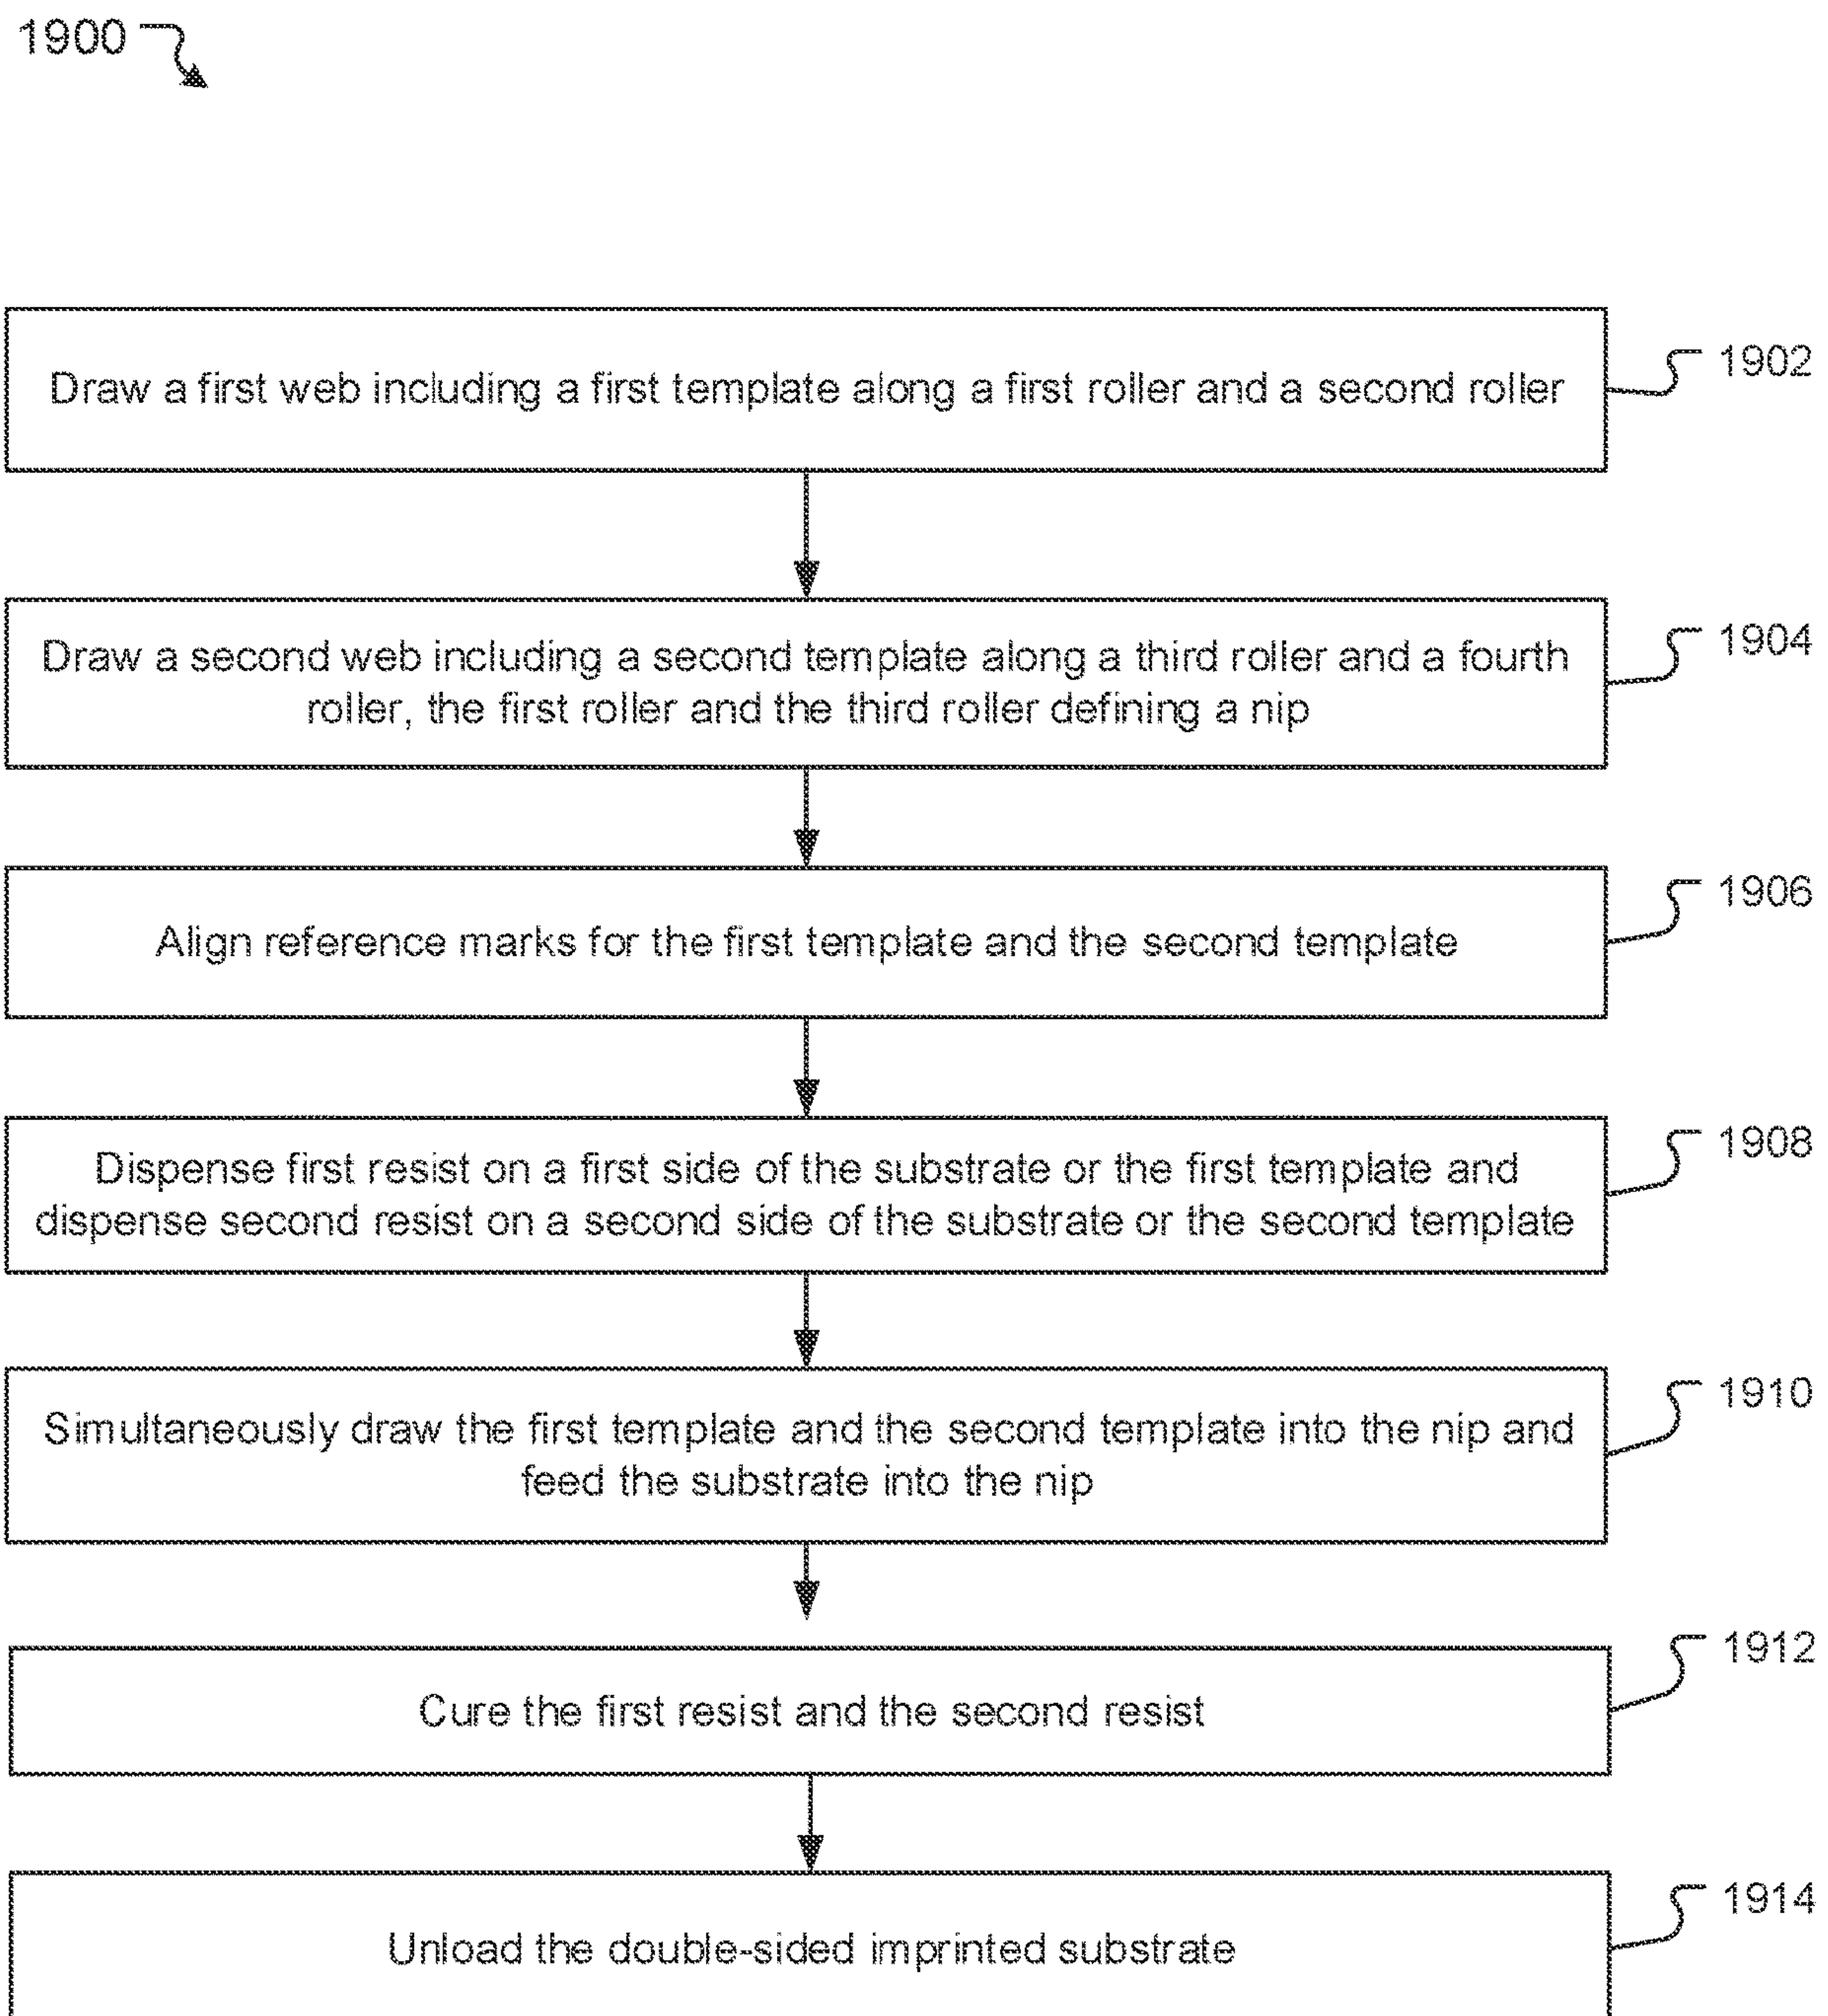 1900
Draw a first web including a first template along a first roller and a second roller
1902
Draw a second web including a second template along a third roller and a fourth
roller, the first roller and the third roller defining a nip
1904
Align reference marks for the first template and the second template
1906
Dispense first resist on a first side of the substrate or the first template and
dispense second resist on a second side of the substrate or the second template
1908
Simultaneously draw the first template and the second template into the nip and
feed the substrate into the nip
1910
Cure the first resist and the second resist
1912
Unload the double-sided imprinted substrate
1914